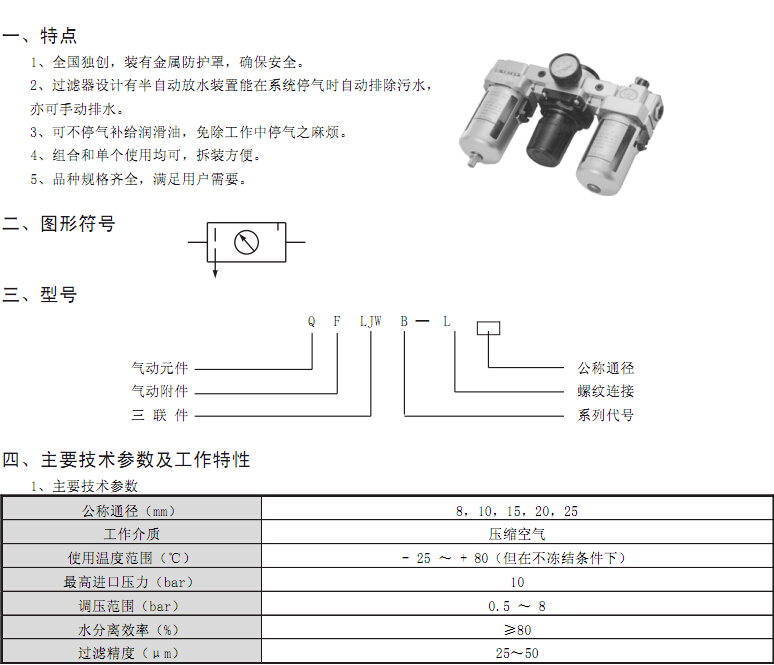 一、特点
1、全国独创，装有金属防护罩，确保安全。
2、过滤器设计有半自动放水装置能在系统停气时自动排除污水，
亦可手动排水。
3、可不停气补给润滑油，免除工作中停气之麻烦。
4、组合和单个使用均可，拆装方便。
5、品种规格齐全，满足用户需要。
二、图形符号
三、型号
Q F LJW B — L □
气动元件 公称通径
气动附件 螺纹连接
三 联 件 系列代号
四、主要技术参数及工作特性
1、主要技术参数
公称通径（mm） 8，10，15，20，25
工作介质 压缩空气
使用温度范围（℃） - 25 ～ + 80（但在不冻结条件下）
最高进口压力（bar） 10
调压范围（bar） 0.5 ～ 8
水分离效率（%） ≥80
过滤精度（μm） 25～50